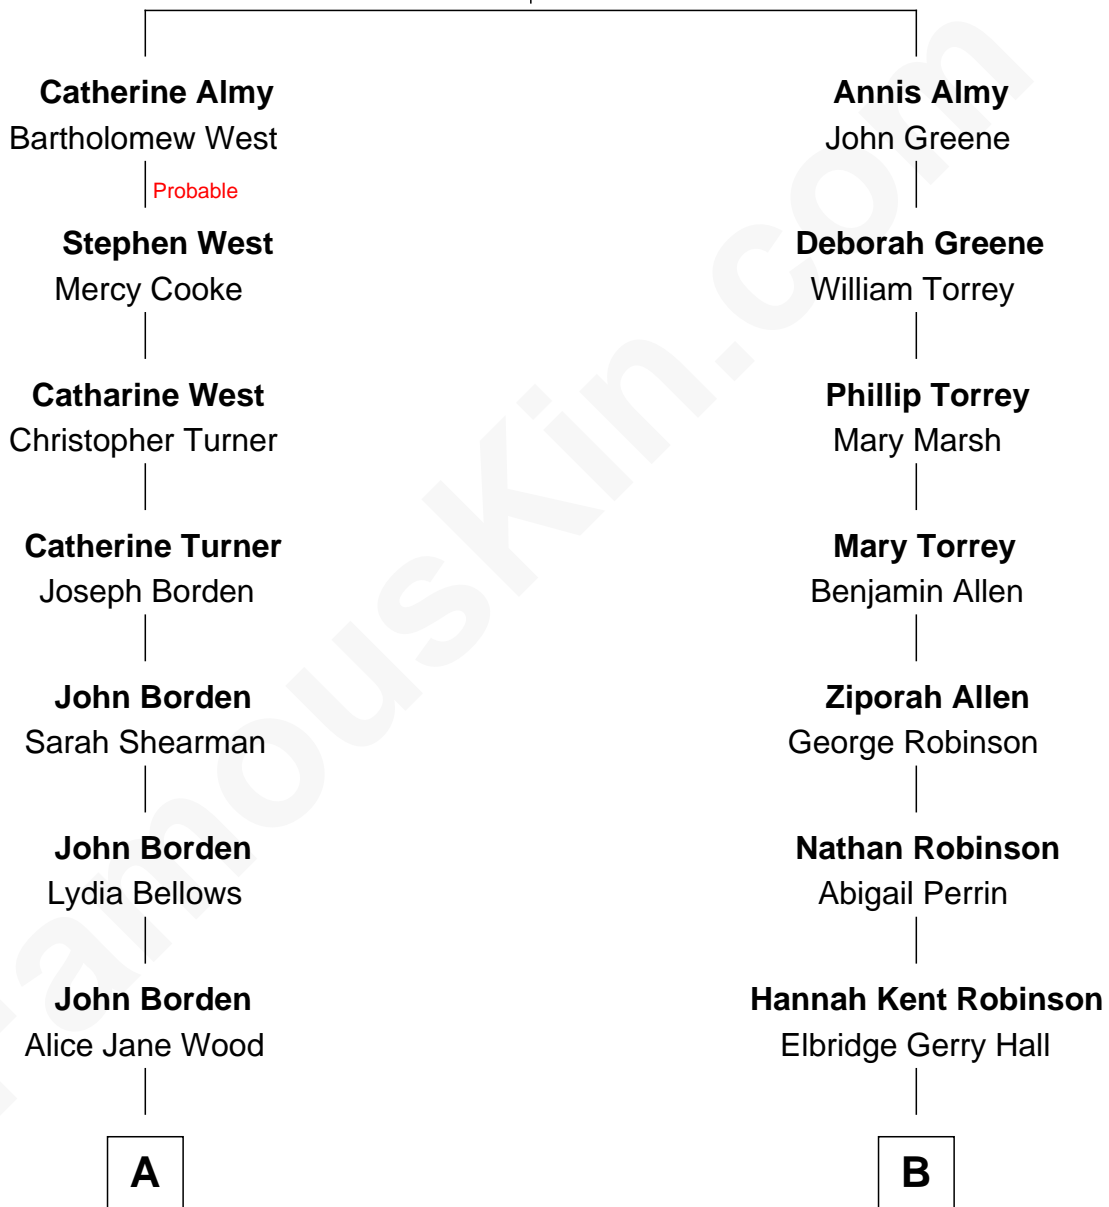 Catherine Almy
Bartholomew West
Probable
Stephen West
Mercy Cooke
Catharine West
Christopher Turner
Catherine Turner
Joseph Borden
John Borden
Sarah Shearman
John Borden
Lydia Bellows
John Borden
Alice Jane Wood
A
Annis Almy
John Greene
Deborah Greene
William Torrey
Phillip Torrey
Mary Marsh
Mary Torrey
Benjamin Allen
Ziporah Allen
George Robinson
Nathan Robinson
Abigail Perrin
Hannah Kent Robinson
Elbridge Gerry Hall
B
FamousKin.com